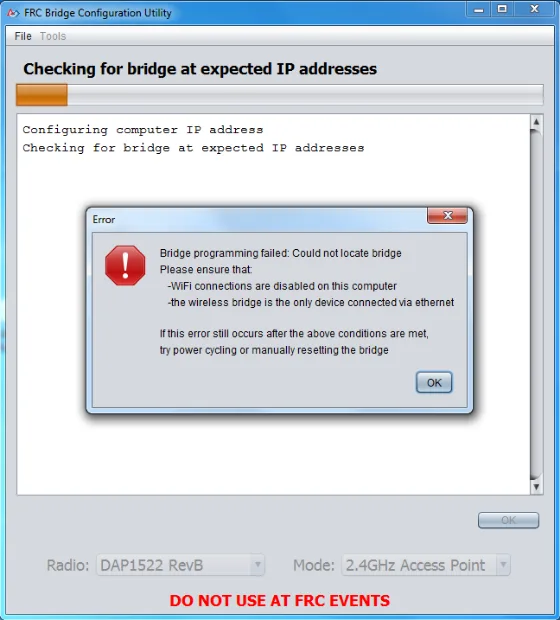 FRC Bridge Configuration Utility
File Tools
Checking for bridge at expected IP addresses
Configuring computer IP address
Checking for bridge at expected IP addresses
Error
Bridge programming failed: Could not locate bridge
Please ensure that:
-WiFi connections are disabled on this computer
-the wireless bridge is the only device connected via ethernet
If this error still occurs after the above conditions are met,
try power cycling or manually resetting the bridge
OK
OK
Radio: DAP1522 RevB Mode: 2.4GHz Access Point
DO NOT USE AT FRC EVENTS